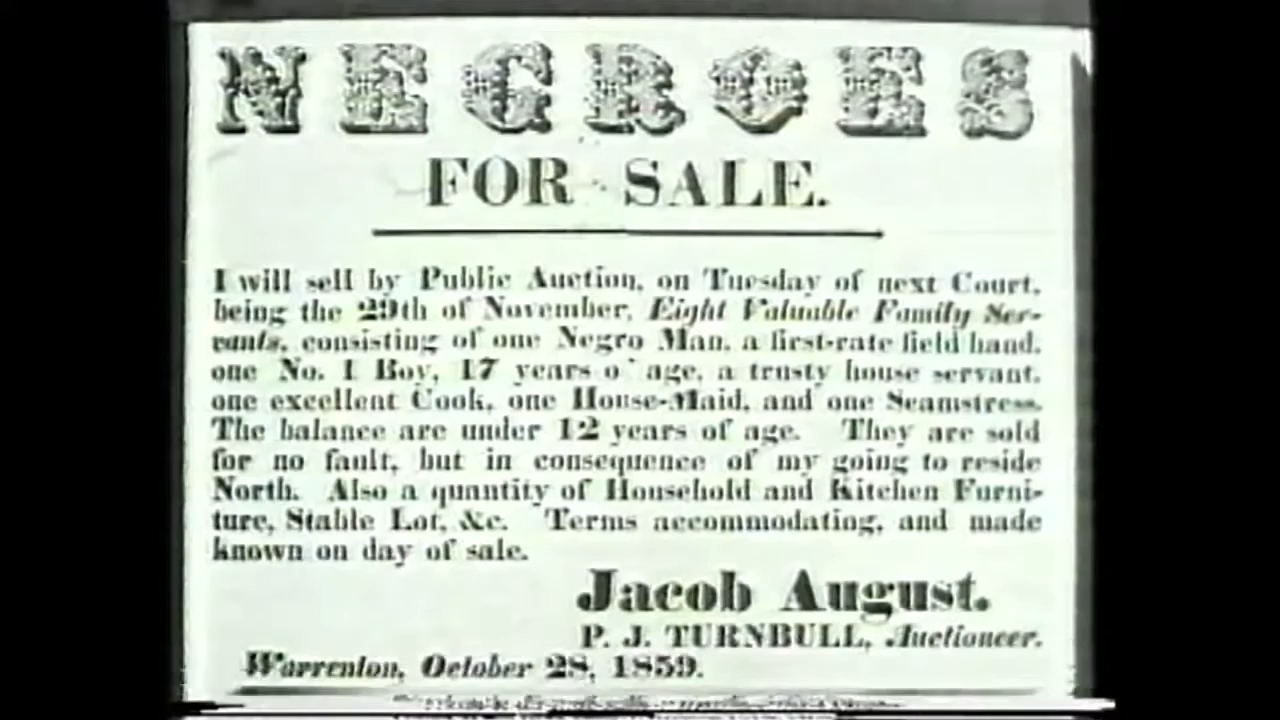 NEGROES
FOR SALE.
I will sell by Public Auction, on Tuesday of next Court,
being the 29th of November, Eight Valuable Family Ser-
vants, consisting of one Negro Man, a first-rate field hand,
one No. 1 Boy, 17 years o' age, a trusty house servant,
one excellent Cook, one House-Maid, and one Seamstress.
The balance are under 12 years of age. They are sold
for no fault, but in consequence of my going to reside
North. Also a quantity of Household and Kitchen Furni-
ture, Stable Lot, &c. Terms accommodating, and made
known on day of sale.
Jacob August.
P. J. TURNBULL, Auctioneer.
Warrenton, October 28, 1859.